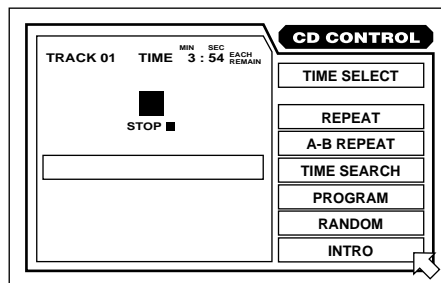 CD CONTROL
TRACK 01 TIME MIN 3 : SEC 54 EACH REMAIN
STOP
TIME SELECT
REPEAT
A-B REPEAT
TIME SEARCH
PROGRAM
RANDOM
INTRO